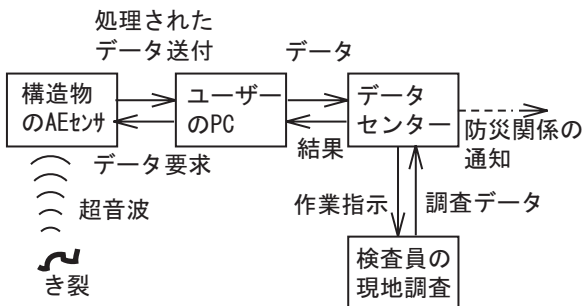 処理された
データ送付
データ
構造物
のAEセンサ
ユーザー
のPC
データ
センター
防災関係の
通知
データ要求
結果
超音波
作業指示
調査データ
き裂
検査員の
現地調査